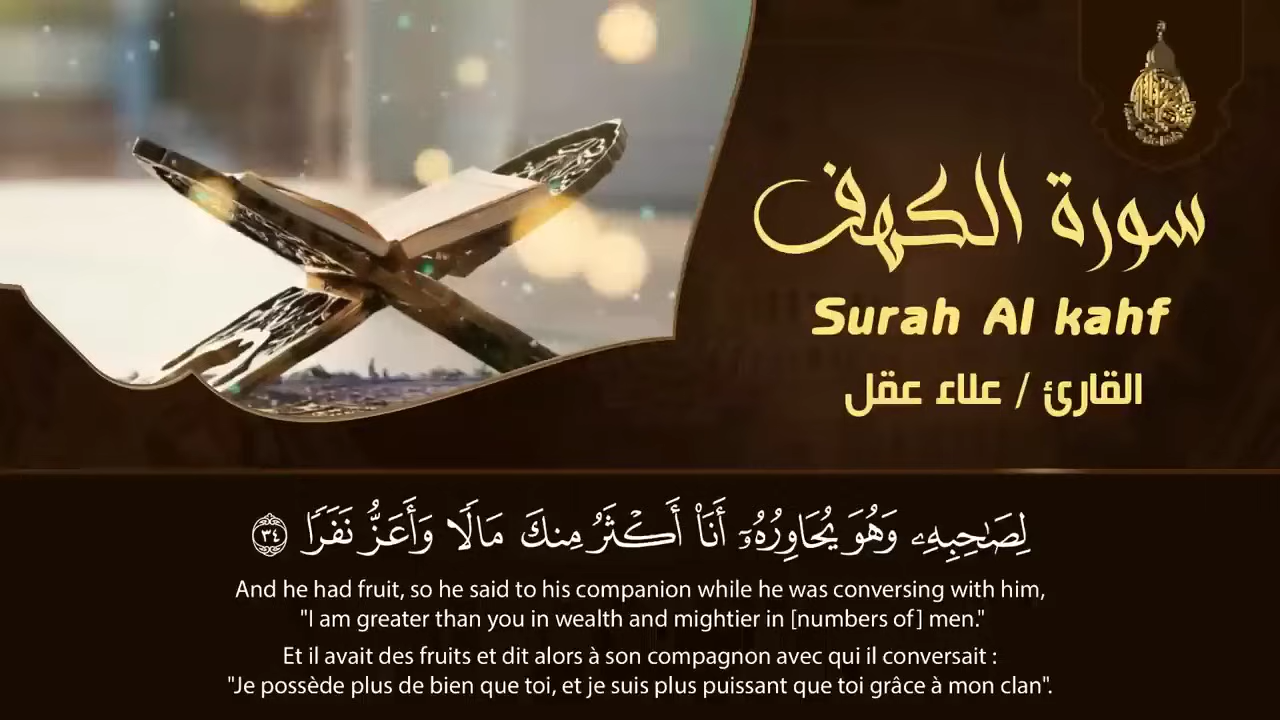 سورة الكهف
Surah Al kahf
القارئ / علاء عقل
لِصَٰحِبِهِۦ وَهُوَ يُحَاوِرُهُۥٓ أَنَا۠ أَكْثَرُ مِنكَ مَالًا وَأَعَزُّ نَفَرًا ٣٤
And he had fruit, so he said to his companion while he was conversing with him,
"I am greater than you in wealth and mightier in [numbers of] men."
Et il avait des fruits et dit alors à son compagnon avec qui il conversait :
"Je possède plus de bien que toi, et je suis plus puissant que toi grâce à mon clan".